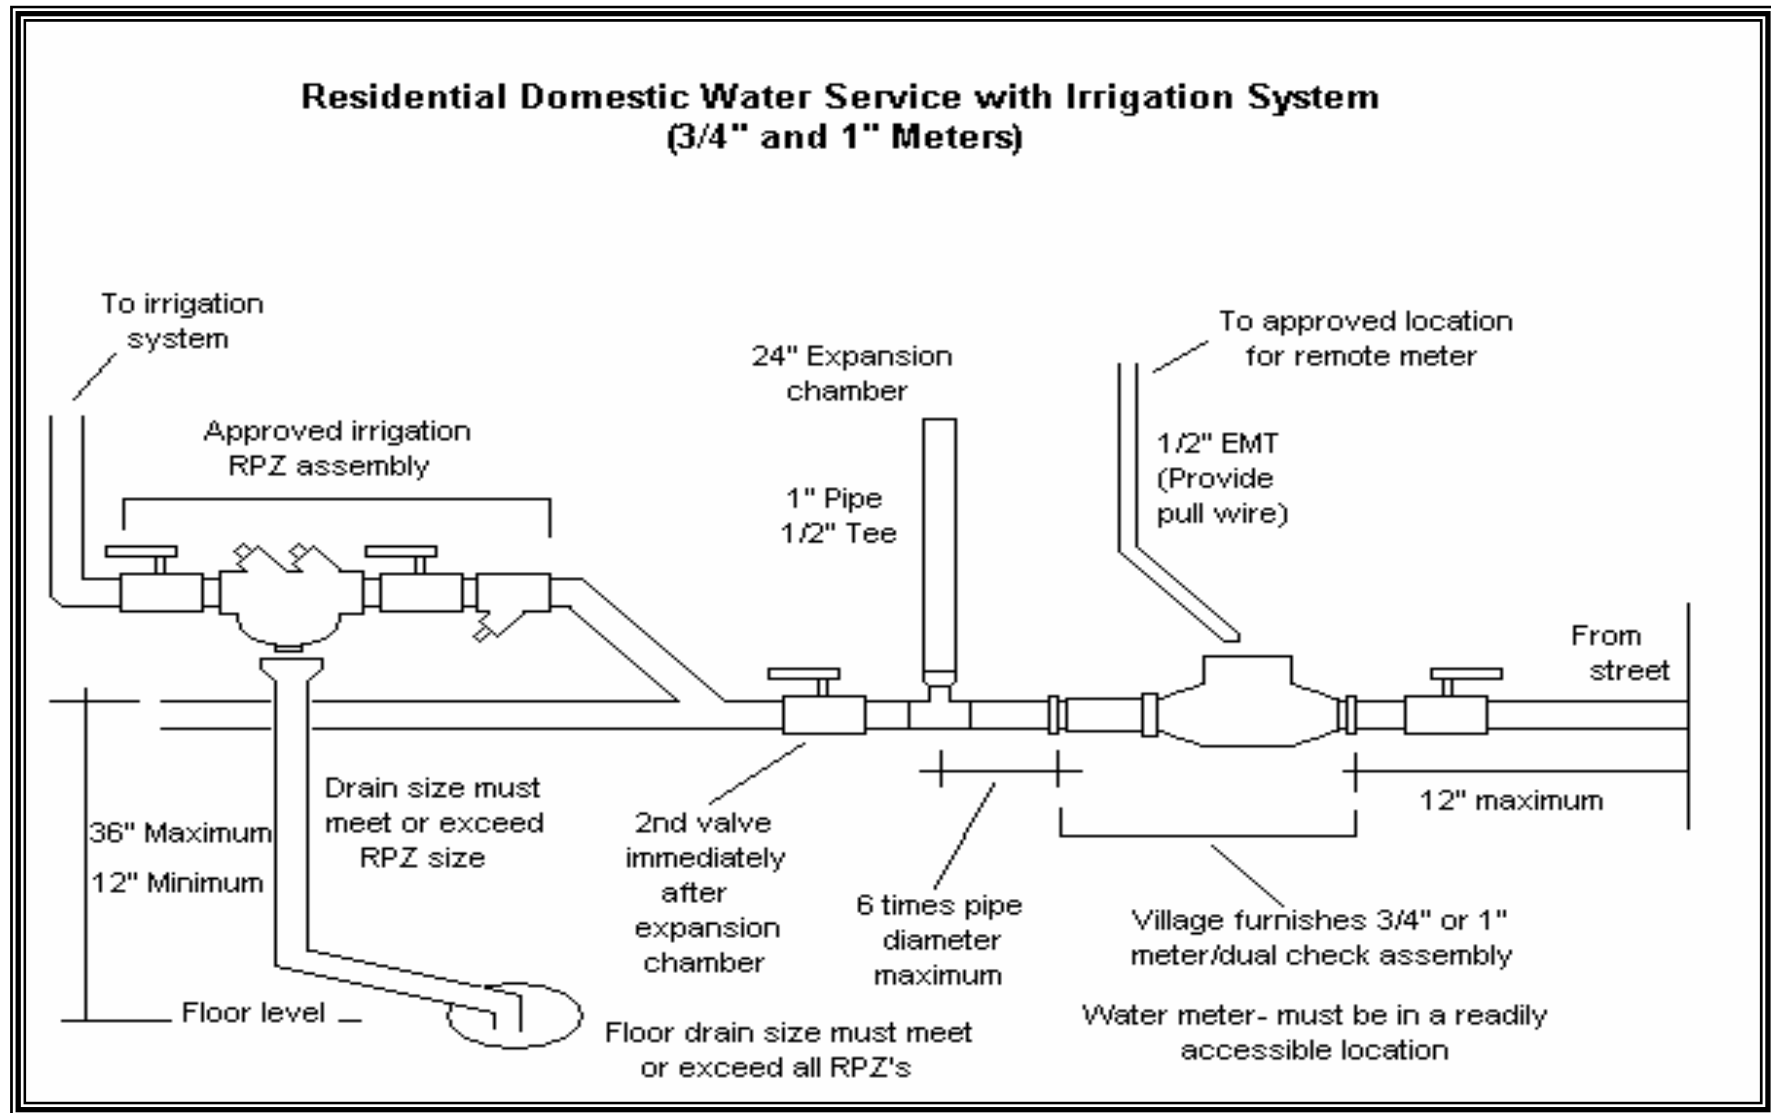 Residential Domestic Water Service with Irrigation System
(3/4" and 1" Meters)
To irrigation
system
Approved irrigation
RPZ assembly
24" Expansion
chamber
1" Pipe
1/2" Tee
To approved location
for remote meter
1/2" EMT
(Provide
pull wire)
From
street
36" Maximum
12" Minimum
Drain size must
meet or exceed
RPZ size
2nd valve
immediately
after
expansion
chamber
6 times pipe
diameter
maximum
12" maximum
Village furnishes 3/4" or 1"
meter/dual check assembly
Water meter- must be in a readily
accessible location
Floor level
Floor drain size must meet
or exceed all RPZ's